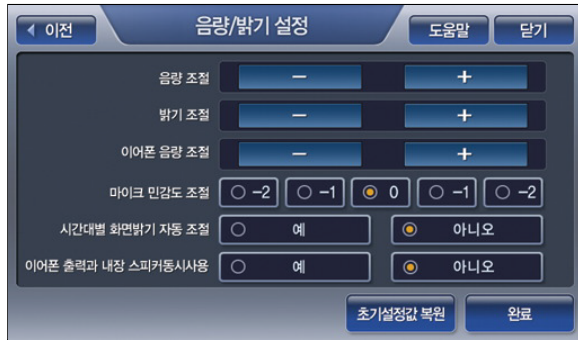 이전 음량/밝기 설정 도움말 닫기
음량 조절 − +
밝기 조절 − +
이어폰 음량 조절 − +
마이크 민감도 조절 −2 −1 0 −1 −2
시간대별 화면밝기 자동 조절 예 아니오
이어폰 출력과 내장 스피커동시사용 예 아니오
초기설정값 복원 완료